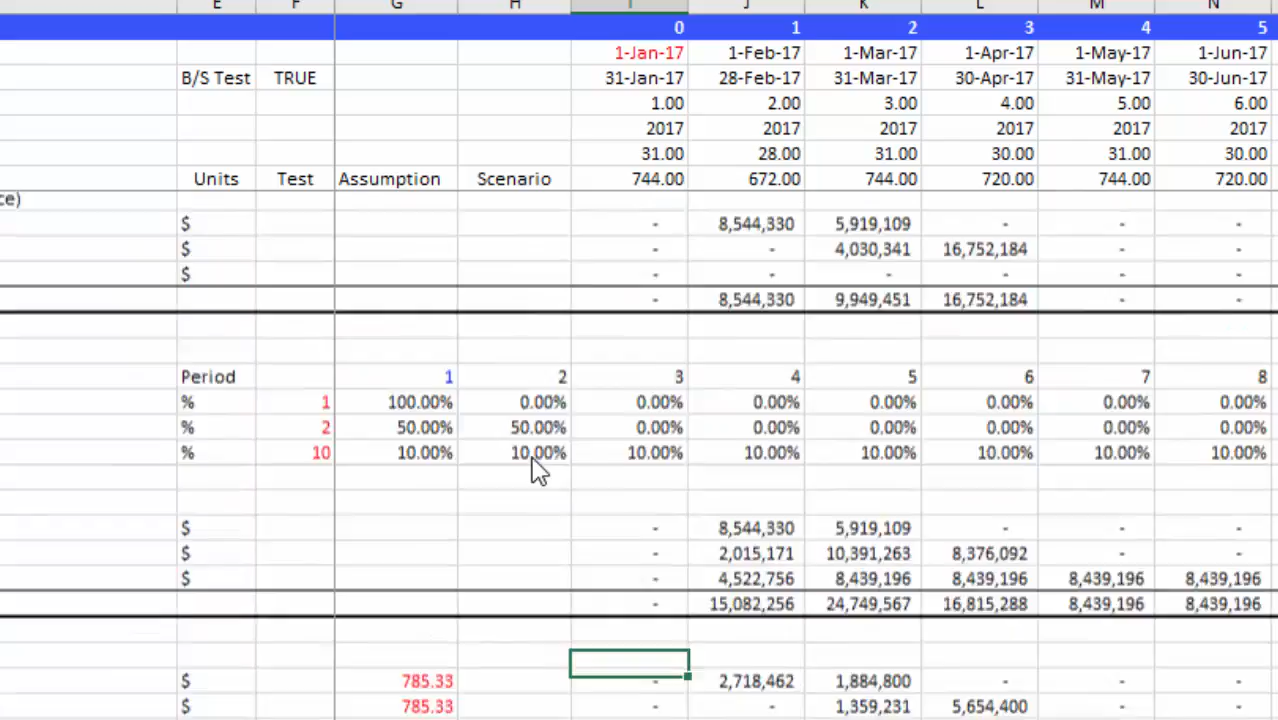 E F G H I J K L M N
0 1 2 3 4 5
1-Jan-17 1-Feb-17 1-Mar-17 1-Apr-17 1-May-17 1-Jun-17
B/S Test TRUE 31-Jan-17 28-Feb-17 31-Mar-17 30-Apr-17 31-May-17 30-Jun-17
1.00 2.00 3.00 4.00 5.00 6.00
2017 2017 2017 2017 2017 2017
31.00 28.00 31.00 30.00 31.00 30.00
Units Test Assumption Scenario 744.00 672.00 744.00 720.00 744.00 720.00
ce)
$ - 8,544,330 5,919,109 - - -
$ - - 4,030,341 16,752,184 - -
$ - - - - - -
- 8,544,330 9,949,451 16,752,184 - -
Period 1 2 3 4 5 6 7 8
% 1 100.00% 0.00% 0.00% 0.00% 0.00% 0.00% 0.00% 0.00%
% 2 50.00% 50.00% 0.00% 0.00% 0.00% 0.00% 0.00% 0.00%
% 10 10.00% 10.00% 10.00% 10.00% 10.00% 10.00% 10.00% 10.00%
$ - 8,544,330 5,919,109 - - -
$ - 2,015,171 10,391,263 8,376,092 - -
$ - 4,522,756 8,439,196 8,439,196 8,439,196 8,439,196
- 15,082,256 24,749,567 16,815,288 8,439,196 8,439,196
$ 785.33 - 2,718,462 1,884,800 - - -
$ 785.33 - - 1,359,231 5,654,400 - -